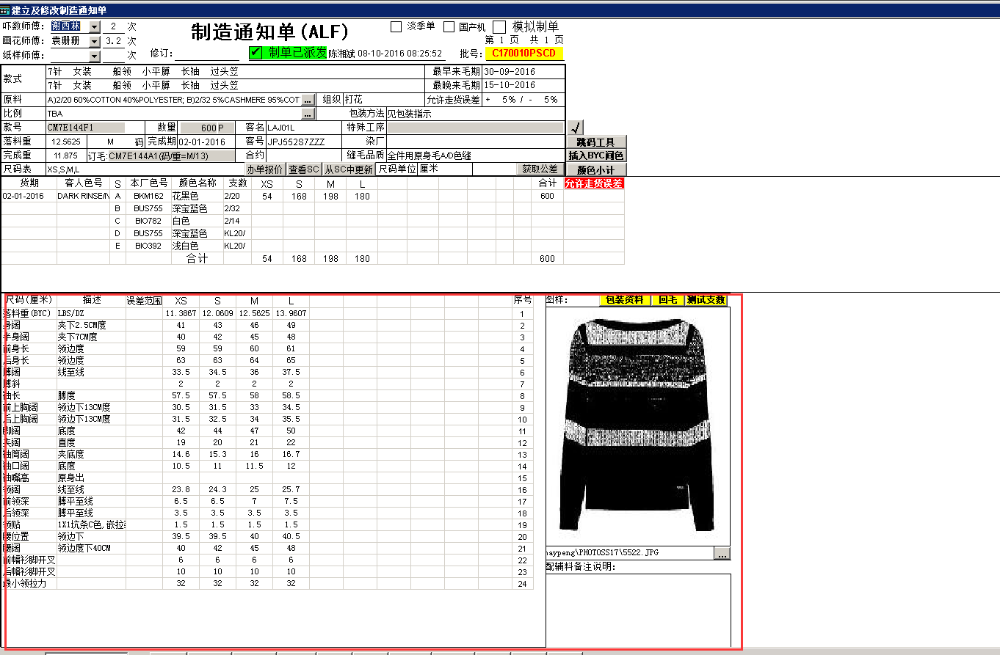 建立及修改制造通知单
吓数师傅： 谢西林 2 次
画花师傅： 袁珊珊 3.2 次
纸样师傅： 次
制造通知单(ALF)
淡季单 国产机 模拟制单
第 1 页 共 1 页
修订： 制单已派发 陈湘斌 08-10-2016 08:25:52 批号： C170010PSCD
款式 7针 女装 船领 小平膊 长袖 过头笠 最早来毛期 30-09-2016
7针 女装 船领 小平膊 长袖 过头笠 最晚来毛期 15-10-2016
原料 A)2/20 60%COTTON 40%POLYESTER; B)2/32 5%CASHMERE 95%COT ... 组织 打花 允许走货误差 + 5% / - 5%
比例 TBA ... 包装方法 见包装指示
款号 CM7E144F1 数量 600 P 客名 LAJ01L 特殊工序 √
落料重 12.5625 M 码 完成期 02-01-2016 客号 JPJ552S7ZZZ 染厂 跳码工具
完成重 11.875 订毛: CM7E144A1(码/重=M/13) 合约 缝毛品质 全件用原身毛A/D色缝 插入BYC间色
尺码表 XS,S,M,L 办单报价 查看SC 从SC中更新 尺码单位 厘米 获取公差 颜色小计
货期 客人色号 S 本厂色号 颜色名称 支数 XS S M L 合计 允许走货误差
02-01-2016 DARK RINSE/I\ A BKM162 花黑色 2/20 54 168 198 180 600
B BUS755 深宝蓝色 2/32
C BIO782 白色 2/14
D BUS755 深宝蓝色 KL20/
E BIO392 浅白色 KL20/
合计 54 168 198 180 600
尺码(厘米) 描述 误差范围 XS S M L 序号
落料重(BYC) LBS/DZ 11.3867 12.0609 12.5625 13.9607 1
身阔 夹下2.5CM度 41 43 46 49 2
半身阔 夹下7CM度 40 42 45 48 3
前身长 领边度 59 59 60 61 4
后身长 领边度 63 63 64 65 5
膊阔 线至线 33.5 34.5 36 37.5 6
膊斜 2 2 2 2 7
袖长 膊度 57.5 57.5 58 58.5 8
前上胸阔 领边下13CM度 30.5 31.5 33 34.5 9
后上胸阔 领边下13CM度 31.5 32.5 34 35.5 10
脚阔 底度 42 44 47 50 11
夹阔 直度 19 20 21 22 12
袖筒阔 夹底度 14.6 15.3 16 16.7 13
袖口阔 底度 10.5 11 11.5 12 14
袖嘴高 原身出 15
领阔 线至线 23.8 24.3 25 25.7 16
前领深 膊平至线 6.5 6.5 7 7.5 17
后领深 膊平至线 3.5 3.5 3.5 3.5 18
领贴 1X1坑条C色,嵌拉 1.5 1.5 1.5 1.5 19
腰位置 领边下 39.5 39.5 40 40.5 20
腰阔 领边度下40CM 40 42 45 48 21
前幅衫脚开叉 6 6 6 6 22
后幅衫脚开叉 10 10 10 10 23
最小领拉力 32 32 32 32 24
图样： 包装资料 回毛 测试支数
haypeng\PHOTOSS17\5522.JPG ...
配辅料备注说明：